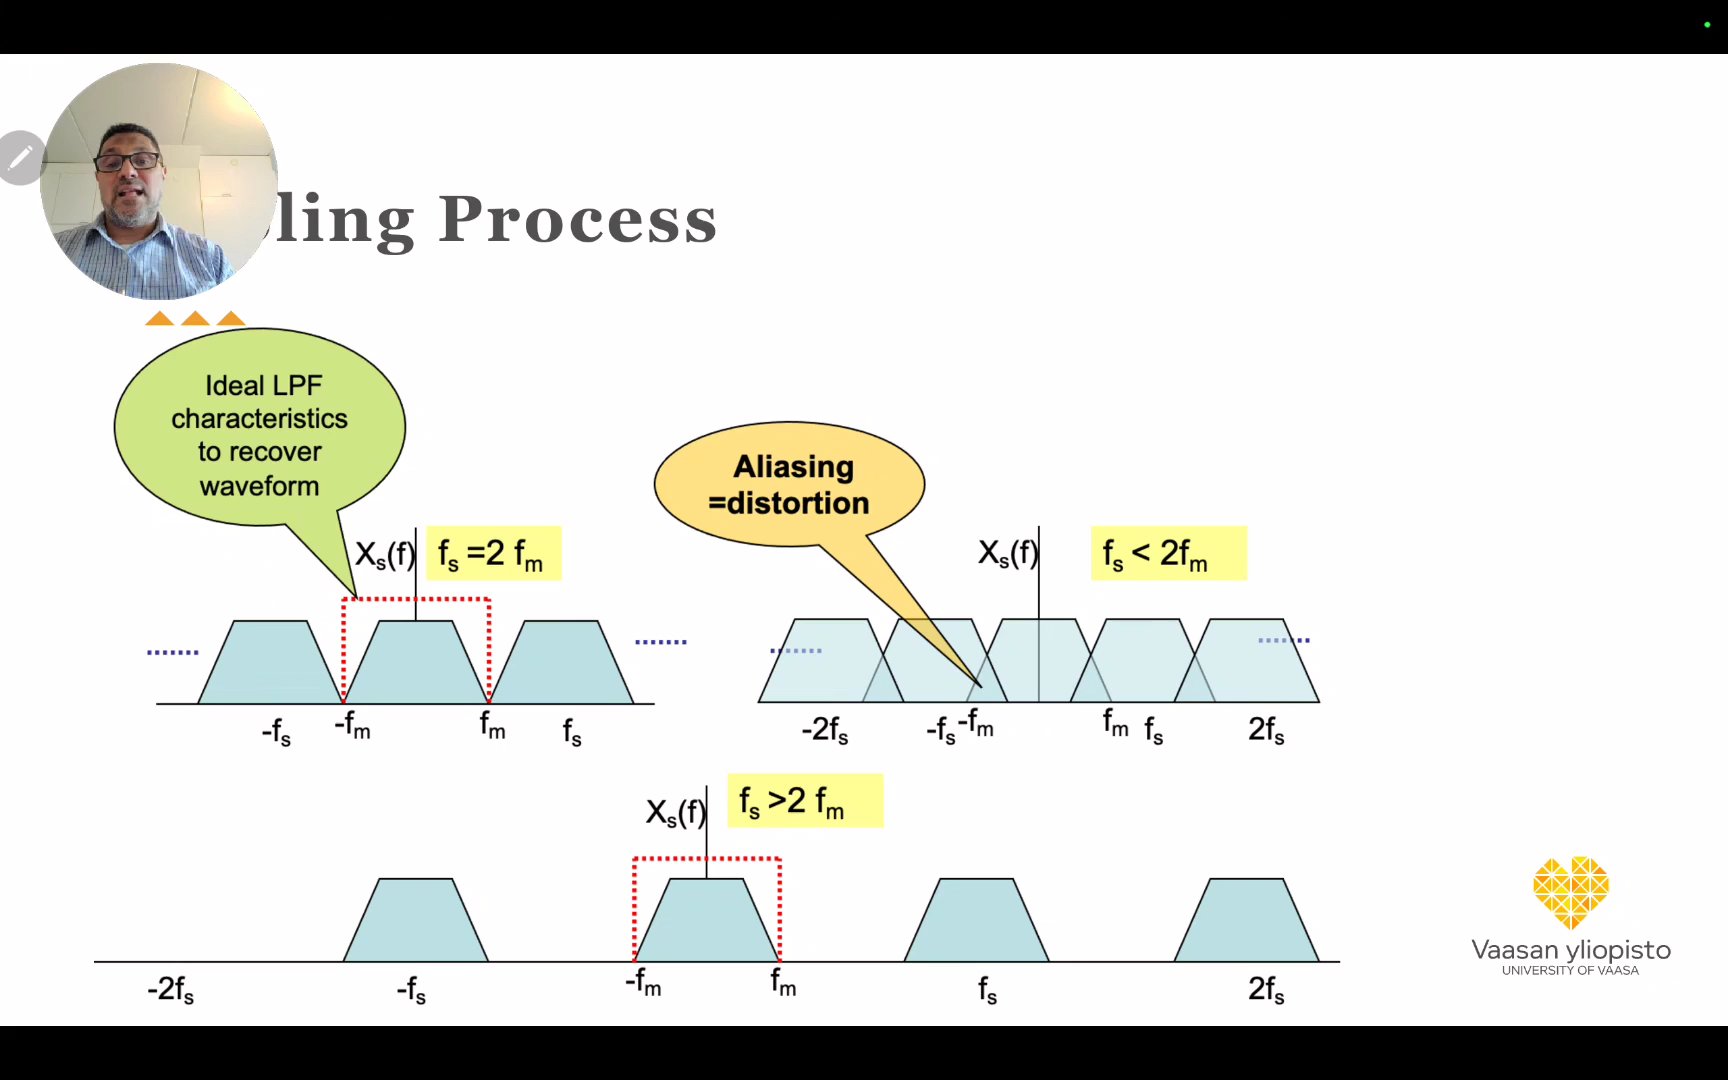 ling Process
Ideal LPF
characteristics
to recover
waveform
Aliasing
=distortion
Xs(f)
fs =2 fm
-fs
-fm
fm
fs
Xs(f)
fs < 2fm
-2fs
-fs
-fm
fm
fs
2fs
Xs(f)
fs >2 fm
-2fs
-fs
-fm
fm
fs
2fs
Vaasan yliopisto
UNIVERSITY OF VAASA